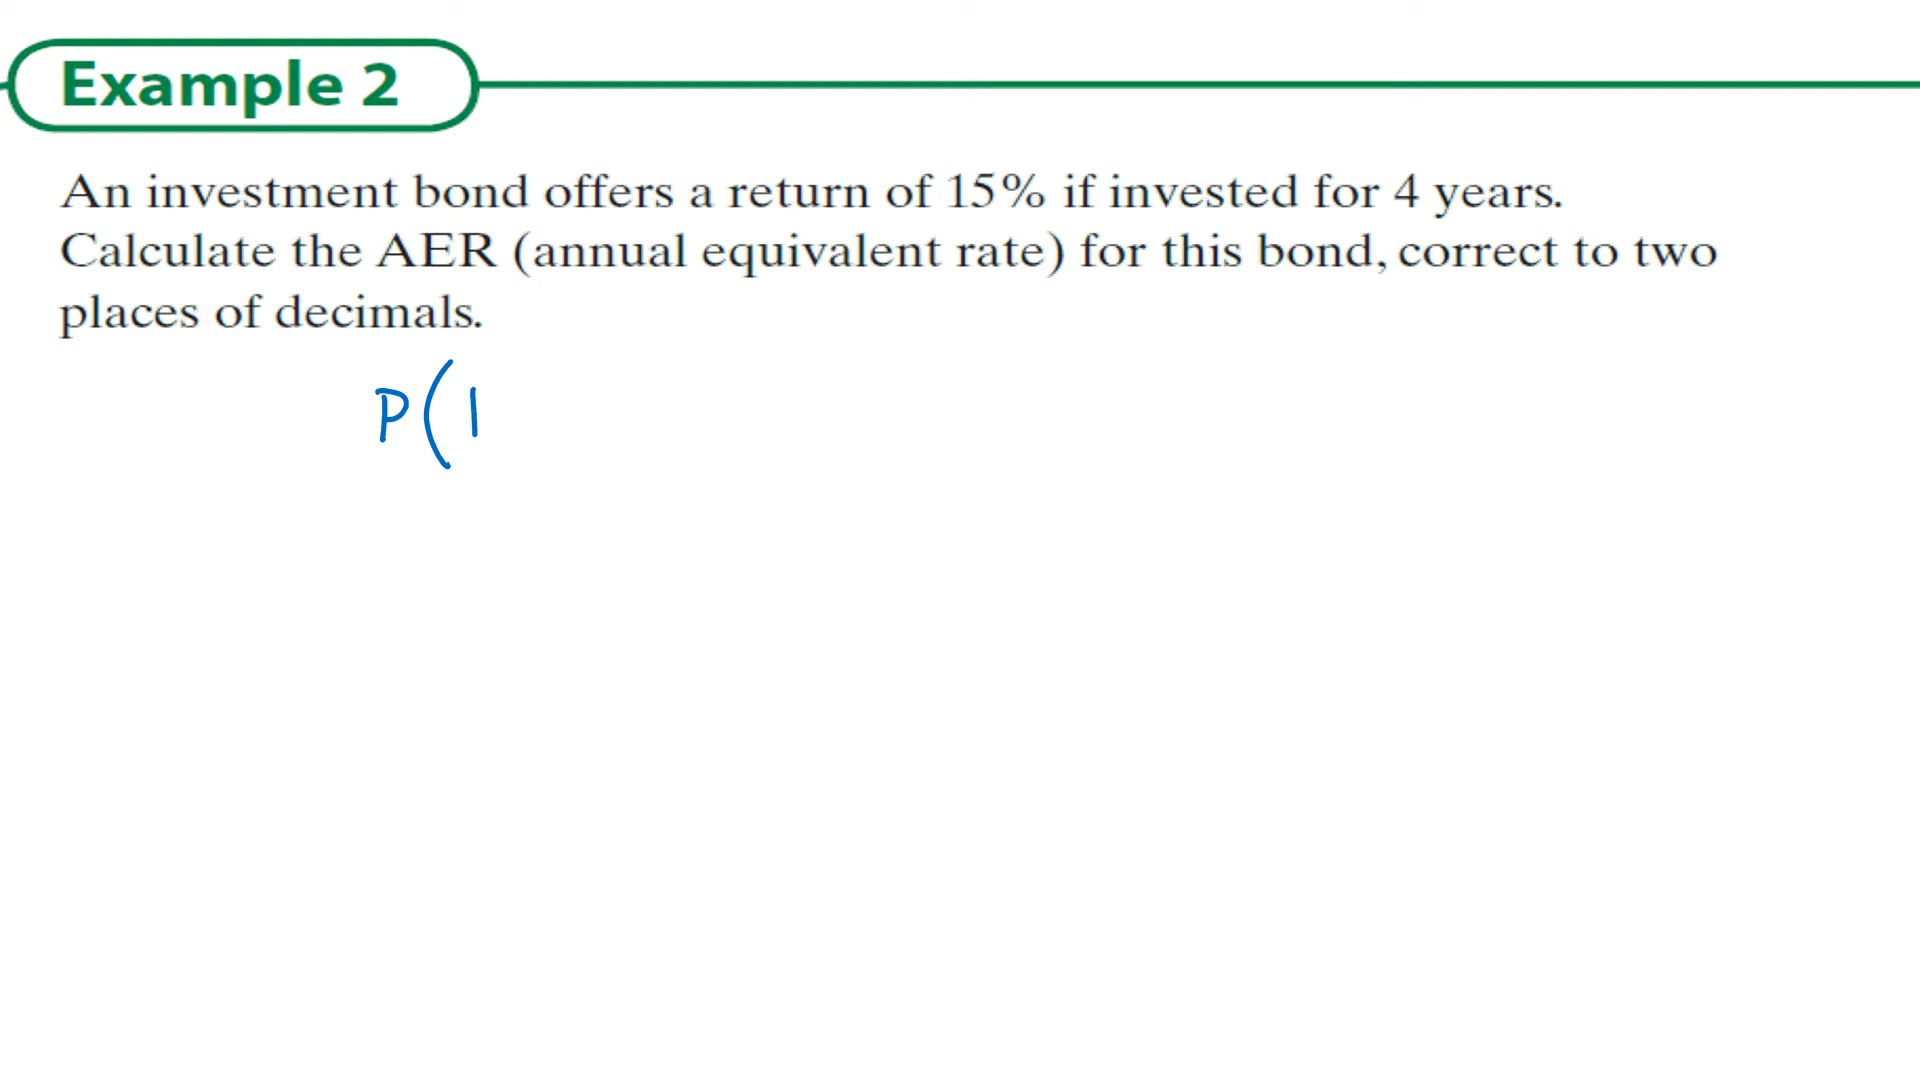 Example 2
An investment bond offers a return of 15% if invested for 4 years.
Calculate the AER (annual equivalent rate) for this bond, correct to two
places of decimals.
P(1